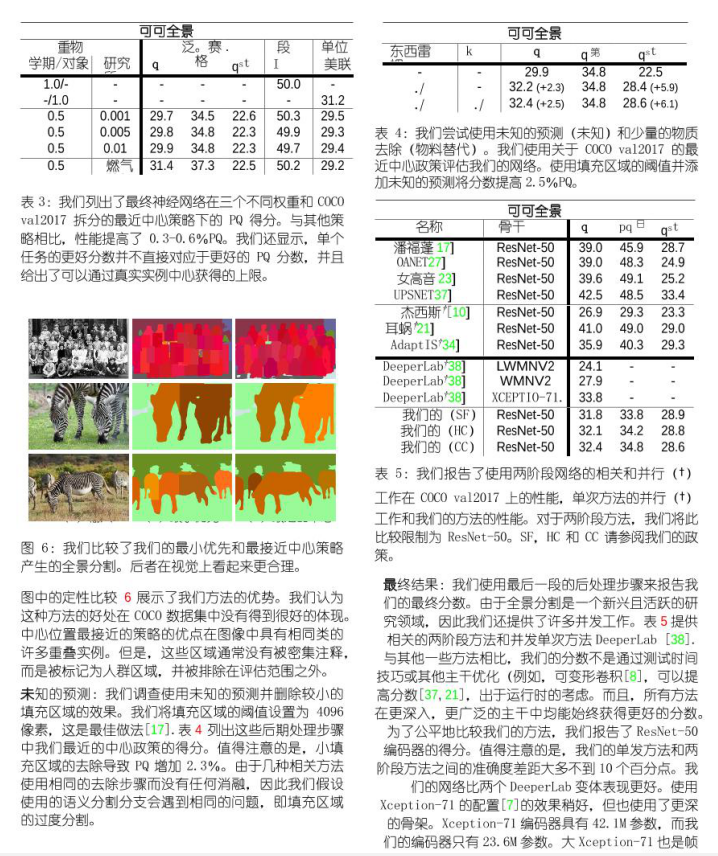 可可全景
重物 泛。赛. 段 单位
学期/对象 研究 q 格 qst I 美联
1.0/- - - - - 50.0 -
-/1.0 - - - - - 31.2
0.5 0.001 29.7 34.5 22.6 50.3 29.5
0.5 0.005 29.8 34.8 22.3 49.9 29.3
0.5 0.01 29.9 34.8 22.3 49.7 29.4
0.5 燃气 31.4 37.3 22.5 50.2 29.2
表 3：我们列出了最终神经网络在三个不同权重和 COCO
val2017 拆分的最近中心策略下的 PQ 得分。与其他策
略相比，性能提高了 0.3-0.6%PQ。我们还显示，单个
任务的更好分数并不直接对应于更好的 PQ 分数，并且
给出了可以通过真实实例中心获得的上限。
图 6：我们比较了我们的最小优先和最接近中心策略
产生的全景分割。后者在视觉上看起来更合理。
图中的定性比较 6 展示了我们方法的优势。我们认为
这种方法的好处在 COCO 数据集中没有得到很好的体现。
中心位置最接近的策略的优点在图像中具有相同类的
许多重叠实例。但是，这些区域通常没有被密集注释，
而是被标记为人群区域，并被排除在评估范围之外。
未知的预测：我们调查使用未知的预测并删除较小的
填充区域的效果。我们将填充区域的阈值设置为 4096
像素，这是最佳做法[17].表 4 列出这些后期处理步骤
中我们最近的中心政策的得分。值得注意的是，小填
充区域的去除导致 PQ 增加 2.3%。由于几种相关方法
使用相同的去除步骤而没有任何消融，因此我们假设
使用的语义分割分支会遇到相同的问题，即填充区域
的过度分割。
可可全景
东西雷 k q q第 qst
- - 29.9 34.8 22.5
./ - 32.2 (+2.3) 34.8 28.4 (+5.9)
./ ./ 32.4 (+2.5) 34.8 28.6 (+6.1)
表 4：我们尝试使用未知的预测（未知）和少量的物质
去除（物料替代）。我们使用关于 COCO val2017 的最
近中心政策评估我们的网络。使用填充区域的阈值并添
加未知的预测将分数提高 2.5%PQ。
可可全景
名称 骨干 q pq日 qst
潘福蓬 17] ResNet-50 39.0 45.9 28.7
OANET27] ResNet-50 39.0 48.3 24.9
女高音 23] ResNet-50 39.6 49.1 25.2
UPSNET37] ResNet-50 42.5 48.5 33.4
杰西斯†[10] ResNet-50 26.9 29.3 23.3
耳蜗†21] ResNet-50 41.0 49.0 29.0
AdaptIS†34] ResNet-50 35.9 40.3 29.3
DeeperLab†38] LWMNV2 24.1 - -
DeeperLab†38] WMNV2 27.9 - -
DeeperLab†38] XCEPTIO-71. 33.8 - -
我们的（SF） ResNet-50 31.8 33.8 28.9
我们的（HC） ResNet-50 32.1 34.2 28.8
我们的（CC） ResNet-50 32.4 34.8 28.6
表 5：我们报告了使用两阶段网络的相关和并行（†）
工作在 COCO val2017 上的性能，单次方法的并行（†）
工作和我们的方法的性能。对于两阶段方法，我们将此
比较限制为 ResNet-50。SF，HC 和 CC 请参阅我们的政
策。
最终结果：我们使用最后一段的后处理步骤来报告我
们的最终分数。由于全景分割是一个新兴且活跃的研
究领域，因此我们还提供了许多并发工作。表 5 提供
相关的两阶段方法和并发单次方法 DeeperLab [38].
与其他一些方法相比，我们的分数不是通过测试时间
技巧或其他主干优化（例如，可变形卷积[8]，可以提
高分数[37,21]，出于运行时的考虑。而且，所有方法
在更深入，更广泛的主干中均能始终获得更好的分数。
为了公平地比较我们的方法，我们报告了 ResNet-50
编码器的得分。值得注意的是，我们的单发方法和两
阶段方法之间的准确度差距大多不到 10 个百分点。我
们的网络比两个 DeeperLab 变体表现更好。使用
Xception-71 的配置[7]的效果稍好，但也使用了更深
的骨架。Xception-71 编码器具有 42.1M 参数，而我
们的编码器只有 23.6M 参数。大 Xception-71 也是帧